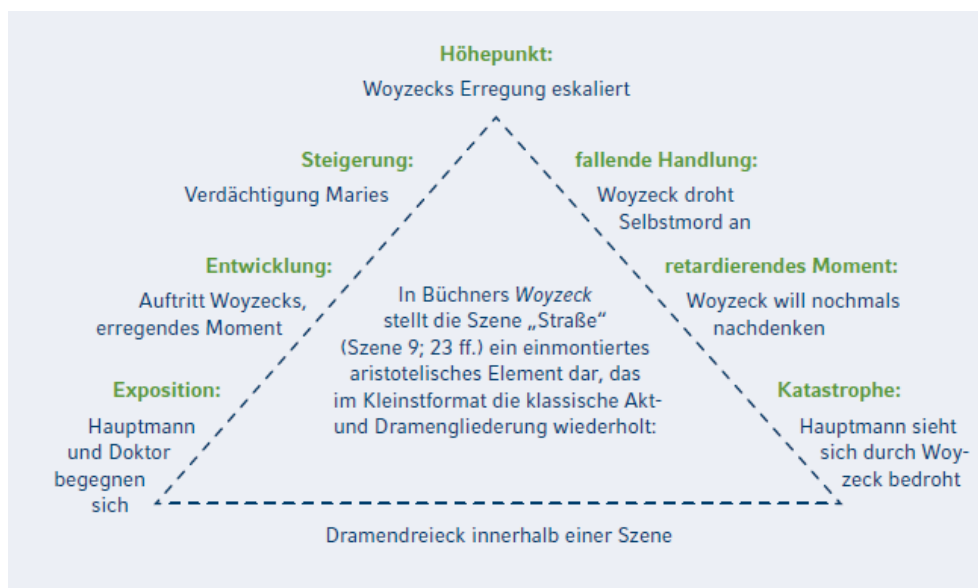 Höhepunkt:
Woyzecks Erregung eskaliert
Steigerung:
Verdächtigung Maries
fallende Handlung:
Woyzeck droht
Selbstmord an
Entwicklung:
Auftritt Woyzecks,
erregendes Moment
retardierendes Moment:
Woyzeck will nochmals
nachdenken
In Büchners Woyzeck
stellt die Szene „Straße“
(Szene 9; 23 ff.) ein einmontiertes
aristotelisches Element dar, das
im Kleinstformat die klassische Akt-
und Dramengliederung wiederholt:
Exposition:
Hauptmann
und Doktor
begegnen
sich
Katastrophe:
Hauptmann sieht
sich durch Woy-
zeck bedroht
Dramendreieck innerhalb einer Szene